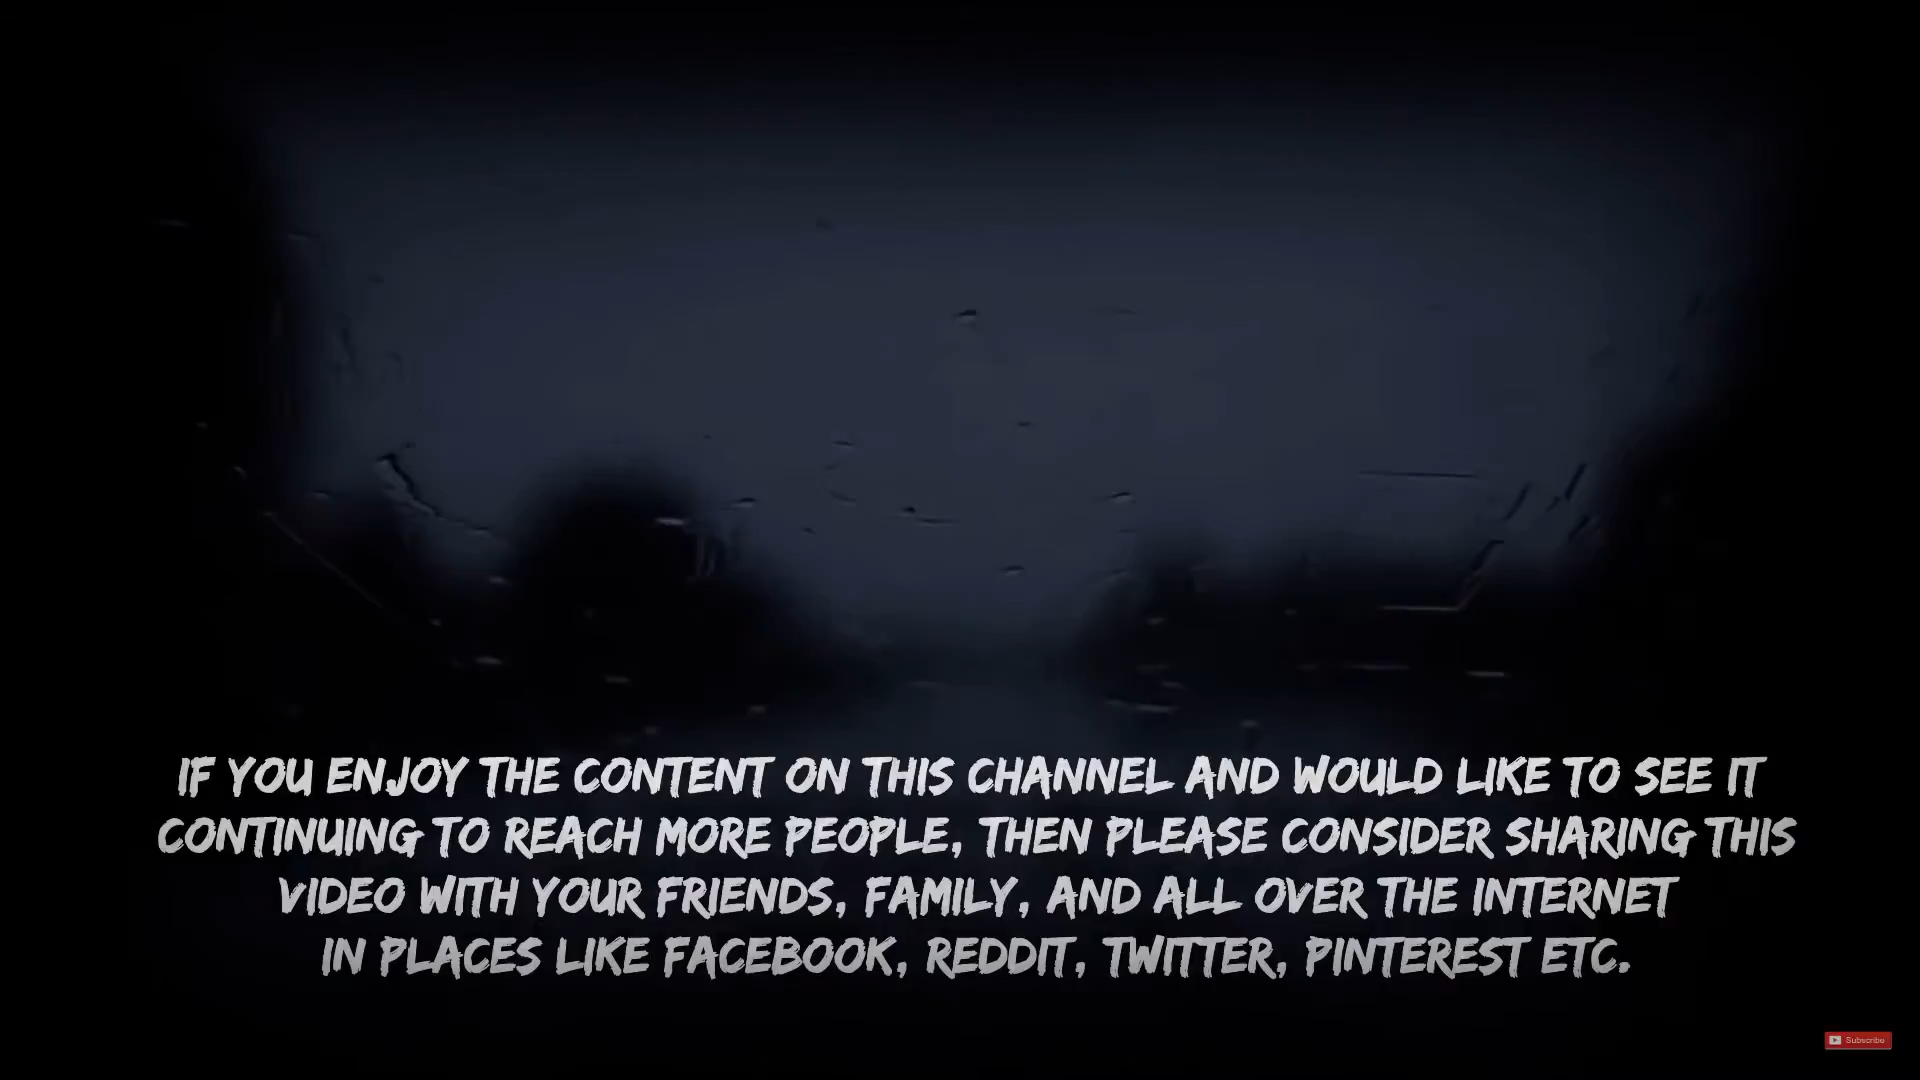 IF YOU ENJOY THE CONTENT ON THIS CHANNEL AND WOULD LIKE TO SEE IT
CONTINUING TO REACH MORE PEOPLE, THEN PLEASE CONSIDER SHARING THIS
VIDEO WITH YOUR FRIENDS, FAMILY, AND ALL OVER THE INTERNET
IN PLACES LIKE FACEBOOK, REDDIT, TWITTER, PINTEREST ETC.
Subscribe